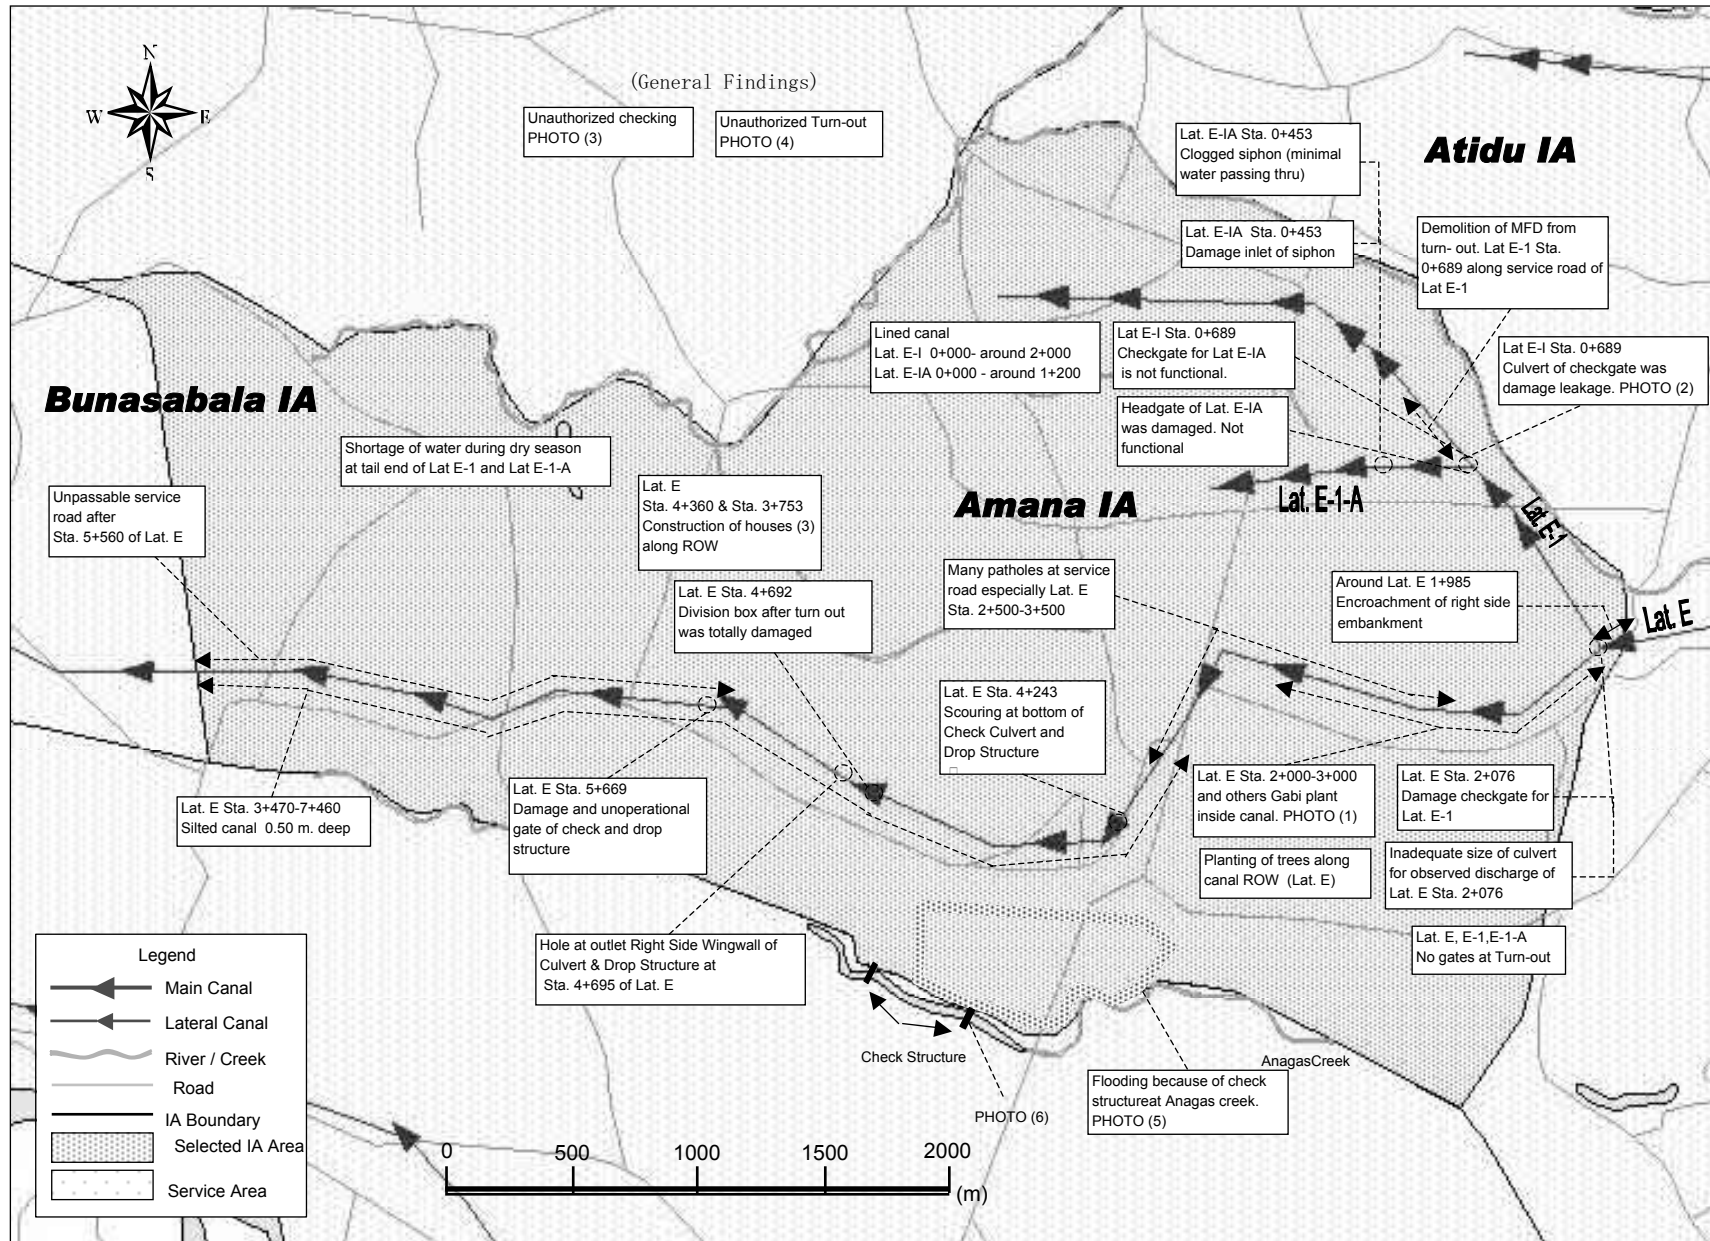 N
W
E
S
(General Findings)
Unauthorized checking
PHOTO (3)
Unauthorized Turn-out
PHOTO (4)
Lat. E-IA Sta. 0+453
Clogged siphon (minimal
water passing thru)
Atidu IA
Lat. E-IA  Sta. 0+453
Damage inlet of siphon
Demolition of MFD from
turn- out. Lat E-1 Sta.
0+689 along service road of
Lat E-1
Lined canal
Lat. E-I  0+000- around 2+000
Lat. E-IA 0+000 - around 1+200
Lat E-I Sta. 0+689
Checkgate for Lat E-IA
is not functional.
Lat E-I Sta. 0+689
Culvert of checkgate was
damage leakage. PHOTO (2)
Bunasabala IA
Headgate of Lat. E-IA
was damaged. Not
functional
Shortage of water during dry season
at tail end of Lat E-1 and Lat E-1-A
Unpassable service
road after
Sta. 5+560 of Lat. E
Lat. E
Sta. 4+360 & Sta. 3+753
Construction of houses (3)
along ROW
Amana IA
Lat. E-1-A
Lat. E-1
Many patholes at service
road especially Lat. E
Sta. 2+500-3+500
Around Lat. E 1+985
Encroachment of right side
embankment
Lat. E
Lat. E Sta. 4+692
Division box after turn out
was totally damaged
Lat. E Sta. 4+243
Scouring at bottom of
Check Culvert and
Drop Structure
Lat. E Sta. 3+470-7+460
Silted canal  0.50 m. deep
Lat. E Sta. 5+669
Damage and unoperational
gate of check and drop
structure
Lat. E Sta. 2+000-3+000
and others Gabi plant
inside canal. PHOTO (1)
Lat. E Sta. 2+076
Damage checkgate for
Lat. E-1
Planting of trees along
canal ROW  (Lat. E)
Inadequate size of culvert
for observed discharge of
Lat. E Sta. 2+076
Hole at outlet Right Side Wingwall of
Culvert & Drop Structure at
Sta. 4+695 of Lat. E
Lat. E, E-1,E-1-A
No gates at Turn-out
Check Structure
AnagasCreek
PHOTO (6)
Flooding because of check
structureat Anagas creek.
PHOTO (5)
Legend
Main Canal
Lateral Canal
River / Creek
Road
IA Boundary
Selected IA Area
Service Area
0 500 1000 1500 2000
(m)